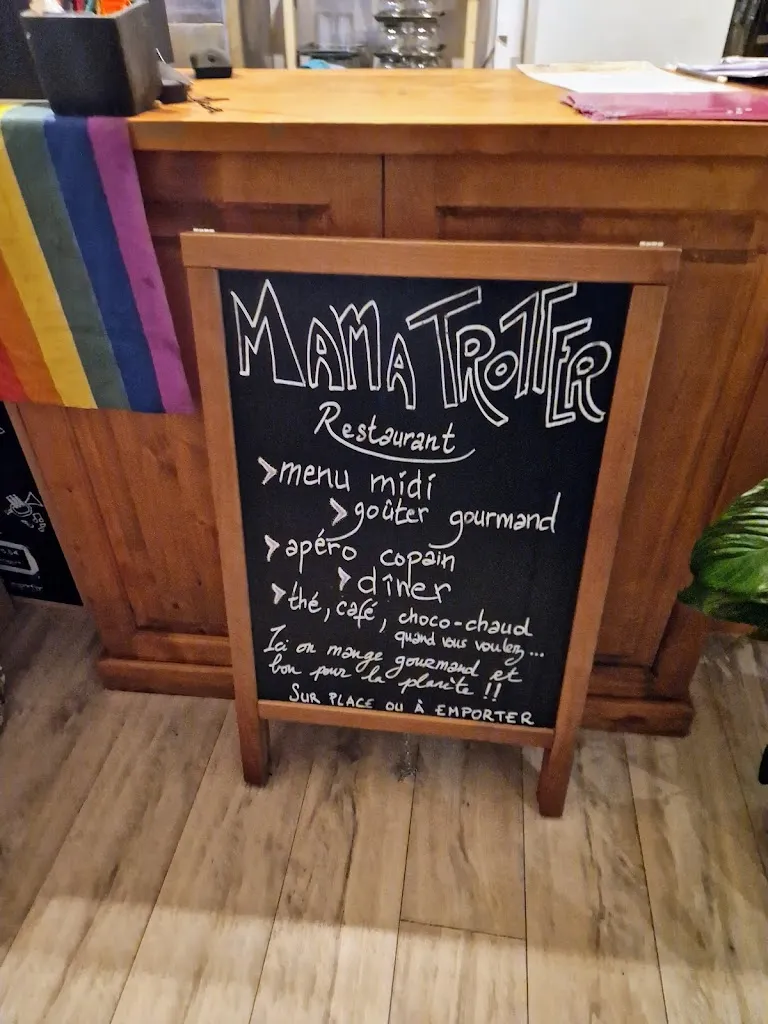 MAMA TROTTER
Restaurant
> menu midi
> goûter gourmand
> apéro copain
> dîner
> thé, café, choco-chaud
quand vous voulez...
Ici on mange gourmand et
bon pour la planète !!
SUR PLACE OU À EMPORTER